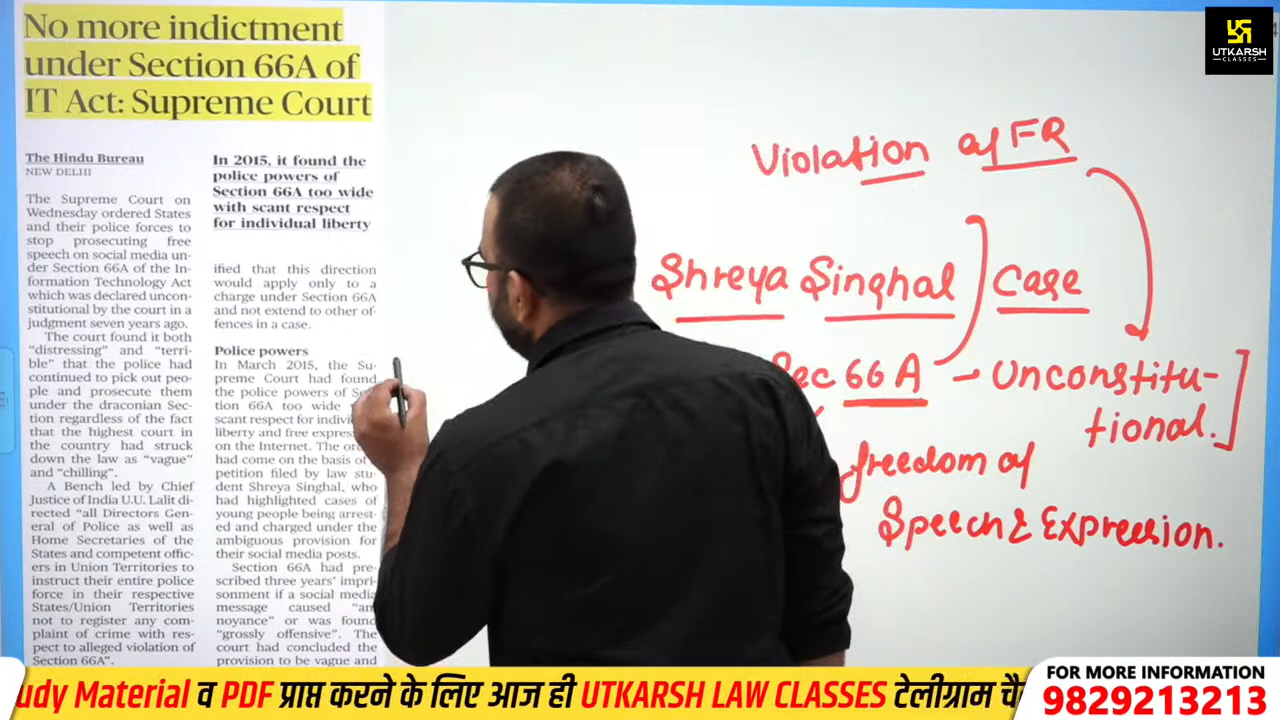 No more indictment
under Section 66A of
IT Act: Supreme Court
The Hindu Bureau
NEW DELHI
The Supreme Court on
Wednesday ordered States
and their police forces to
stop prosecuting free
speech on social media un-
der Section 66A of the In-
formation Technology Act
which was declared uncon-
stitutional by the court in a
judgment seven years ago.
The court found it both
“distressing” and “terri-
ble” that the police had
continued to pick out peo-
ple and prosecute them
under the draconian Sec-
tion regardless of the fact
that the highest court in
the country had struck
down the law as “vague”
and “chilling”.
A Bench led by Chief
Justice of India U.U. Lalit di-
rected “all Directors Gen-
eral of Police as well as
Home Secretaries of the
States and competent offic-
ers in Union Territories to
instruct their entire police
force in their respective
States/Union Territories
not to register any com-
plaint of crime with res-
pect to alleged violation of
Section 66A”.
In 2015, it found the
police powers of
Section 66A too wide
with scant respect
for individual liberty
ified that this direction
would apply only to a
charge under Section 66A
and not extend to other of-
fences in a case.
Police powers
In March 2015, the Su-
preme Court had found
the police powers of
tion 66A too wide
scant respect for
liberty and free
on the Internet. The
had come on the basis of
petition filed by law stu-
dent Shreya Singhal, who
had highlighted cases of
young people being arrest-
ed and charged under the
ambiguous provision for
their social media posts.
Section 66A had pre-
scribed three years’ impri-
sonment if a social media
message caused “an-
noyance” or was found
“grossly offensive”. The
court had concluded the
provision to be vague and
Violation of FR
Shreya Singhal Case
Sec 66 A - Unconstitu-
tional.
freedom of
Speech & Expression.
UTKARSH
CLASSES
Study Material व PDF प्राप्त करने के लिए आज ही UTKARSH LAW CLASSES टेलीग्राम
FOR MORE INFORMATION
9829213213